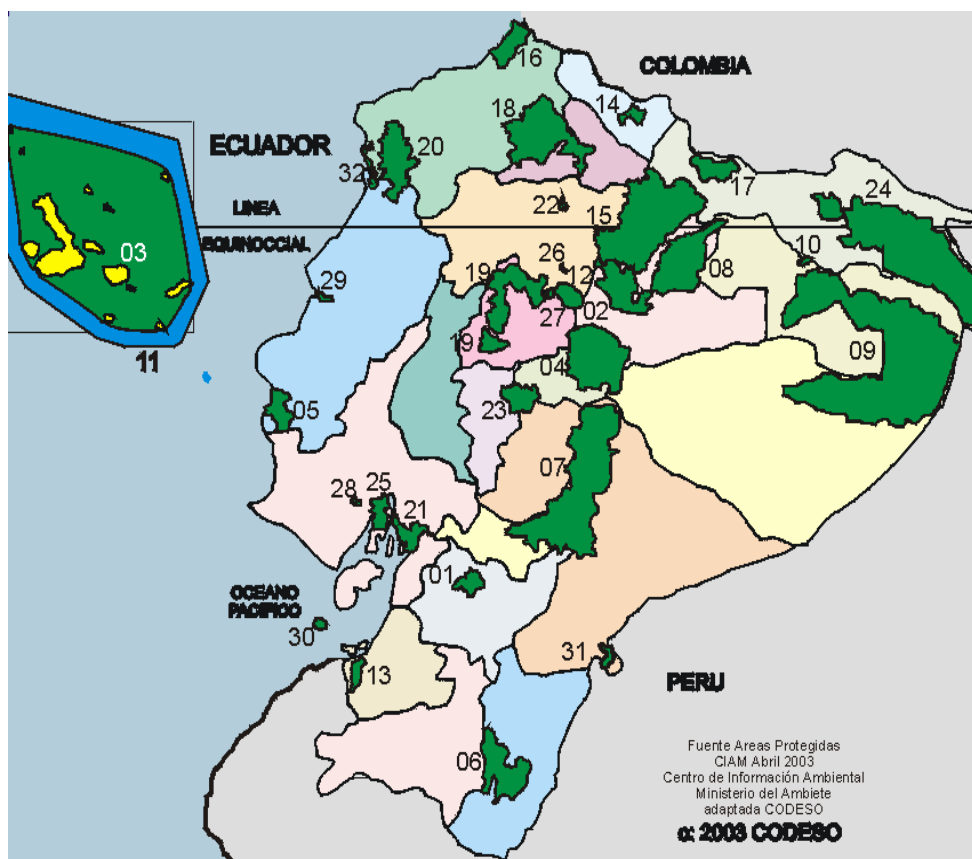 16
COLOMBIA
14
18
ECUADOR
20
32
17
24
LINEA
22
15
EQUINOCCIAL
03
26
10
08
19
12
29
02
27
11
19
09
04
05
23
07
28
25
21
01
OCEANO
PACIFICO
30
31
13
PERU
06
Fuente Areas Protegidas
CIAM Abril 2003
Centro de Información Ambiental
Ministerio del Ambiete
adaptada CODESO
α: 2003 CODESO